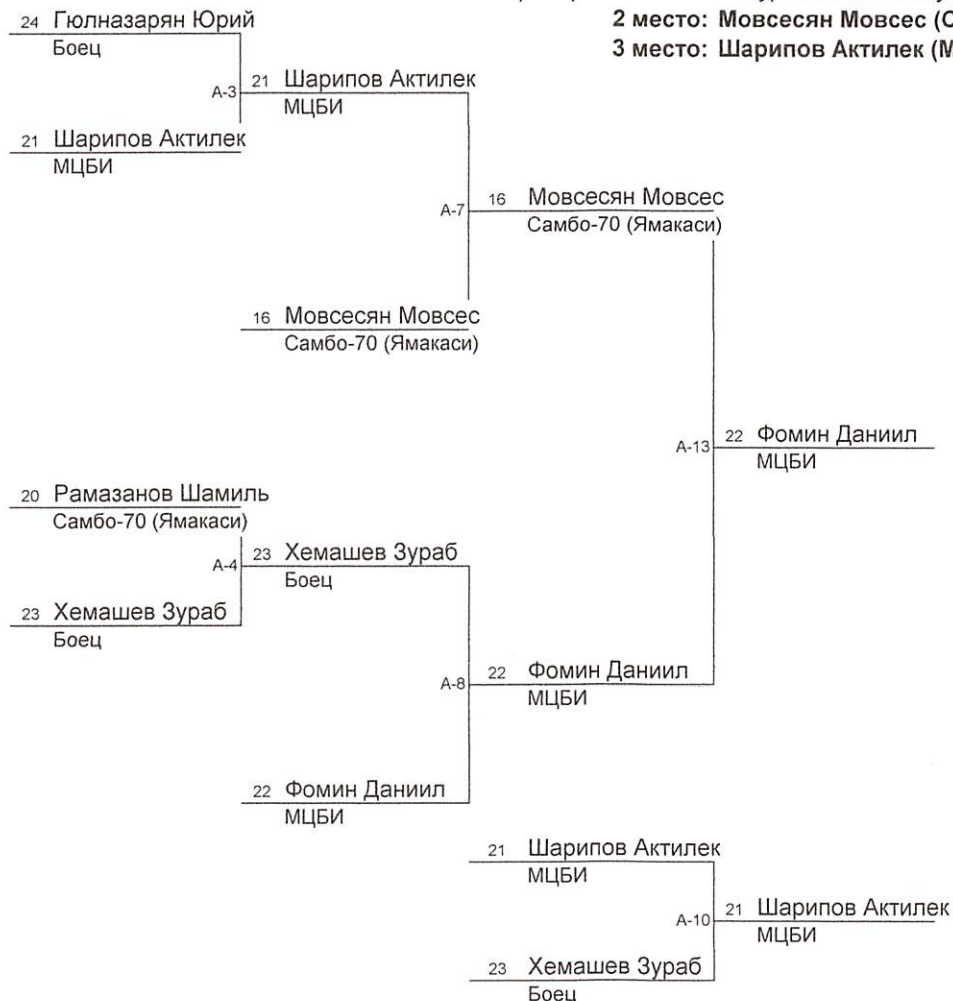 24 Гюлназарян Юрий
Боец
2 место: Мовсесян Мовсес (С
3 место: Шарипов Актилек (М
А-3
21 Шарипов Актилек
МЦБИ
21 Шарипов Актилек
МЦБИ
А-7
16 Мовсесян Мовсес
Самбо-70 (Ямакаси)
16 Мовсесян Мовсес
Самбо-70 (Ямакаси)
А-13
22 Фомин Даниил
МЦБИ
20 Рамазанов Шамиль
Самбо-70 (Ямакаси)
А-4
23 Хемашев Зураб
Боец
23 Хемашев Зураб
Боец
А-8
22 Фомин Даниил
МЦБИ
22 Фомин Даниил
МЦБИ
21 Шарипов Актилек
МЦБИ
А-10
21 Шарипов Актилек
МЦБИ
23 Хемашев Зураб
Боец